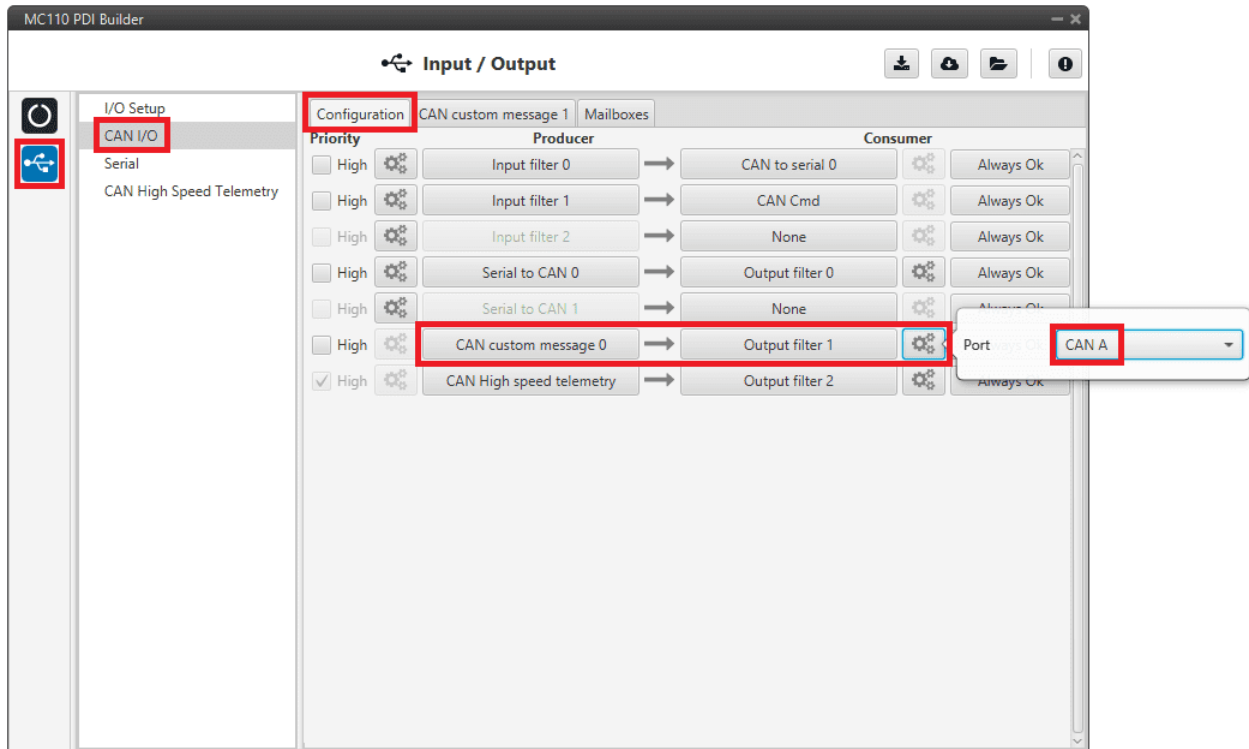 MC110 PDI Builder
Input / Output
I/O Setup
CAN I/O
Serial
CAN High Speed Telemetry
Configuration CAN custom message 1 Mailboxes
Priority Producer Consumer
High Input filter 0 CAN to serial 0 Always Ok
High Input filter 1 CAN Cmd Always Ok
High Input filter 2 None Always Ok
High Serial to CAN 0 Output filter 0 Always Ok
High Serial to CAN 1 None Always Ok
High CAN custom message 0 Output filter 1 Port CAN A
High CAN High speed telemetry Output filter 2 Always Ok